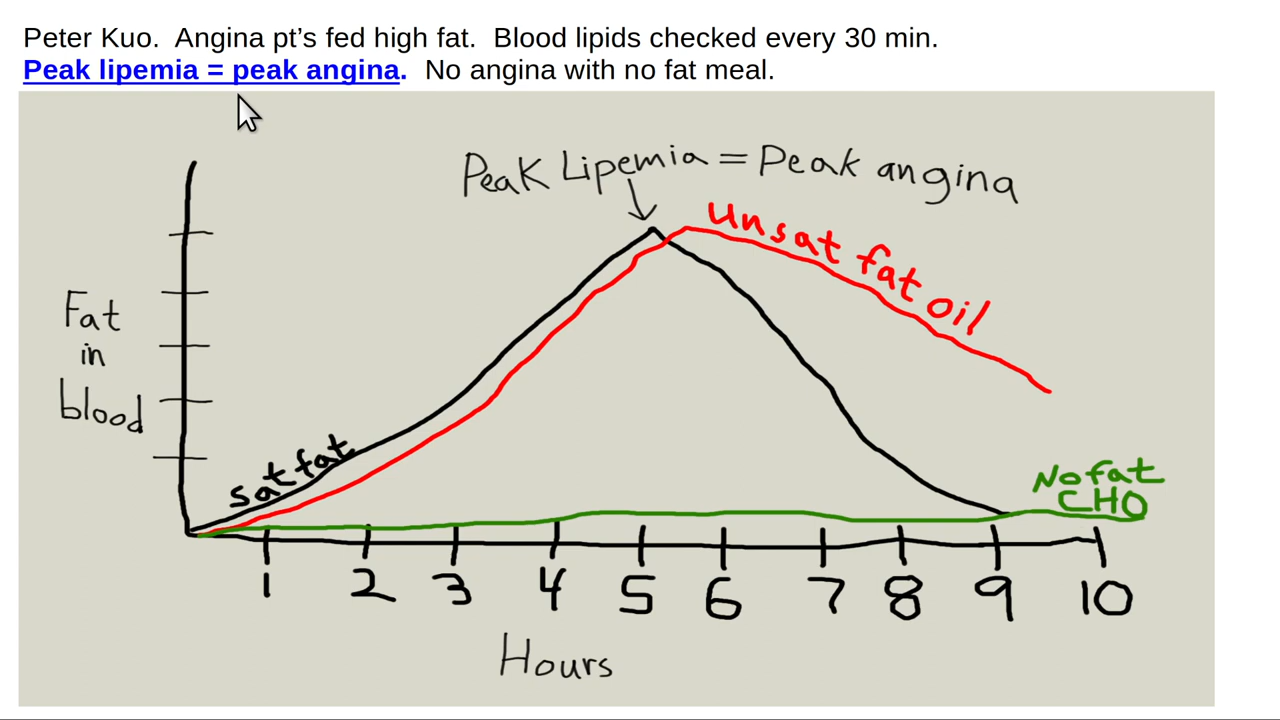 Peter Kuo.  Angina pt's fed high fat.  Blood lipids checked every 30 min.
Peak lipemia = peak angina.  No angina with no fat meal.
Peak Lipemia = Peak angina
unsat fat oil
Fat
in
blood
sat fat
No fat
CHO
1 2 3 4 5 6 7 8 9 10
Hours